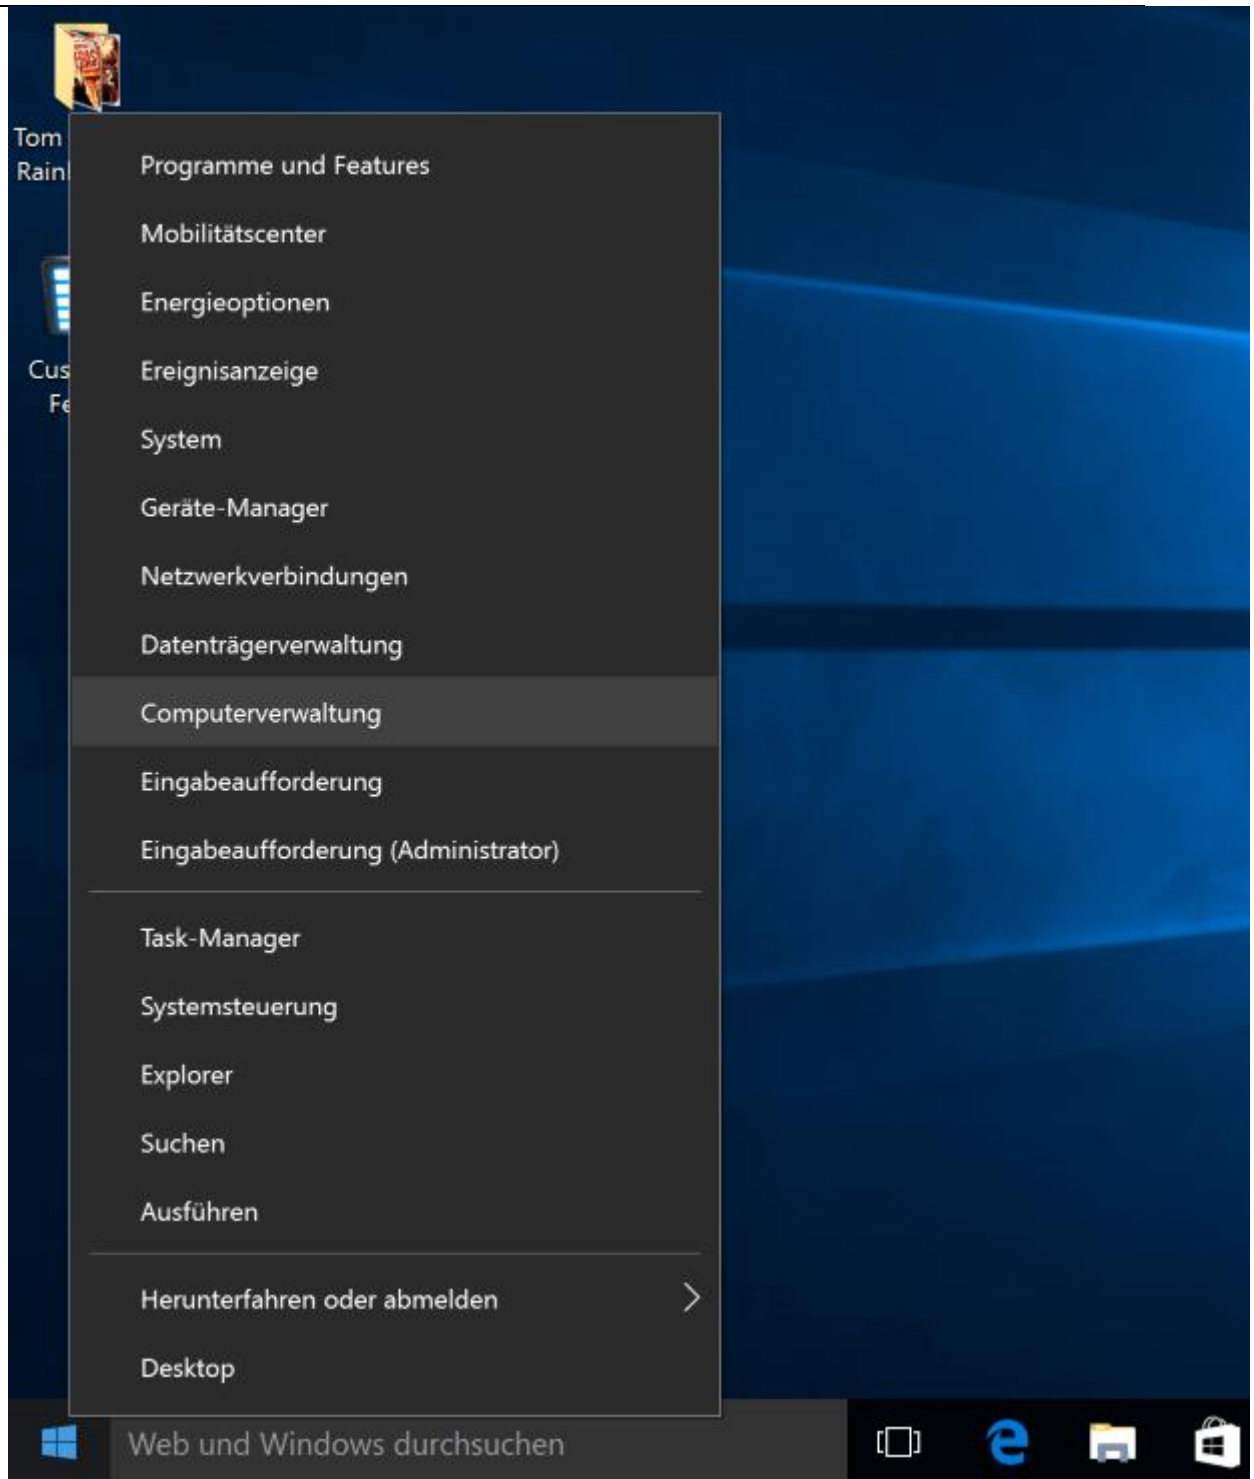 Tom
Rain
Cus
Fe
Programme und Features
Mobilitätscenter
Energieoptionen
Ereignisanzeige
System
Geräte-Manager
Netzwerkverbindungen
Datenträgerverwaltung
Computerverwaltung
Eingabeaufforderung
Eingabeaufforderung (Administrator)
Task-Manager
Systemsteuerung
Explorer
Suchen
Ausführen
Herunterfahren oder abmelden
Desktop
Web und Windows durchsuchen